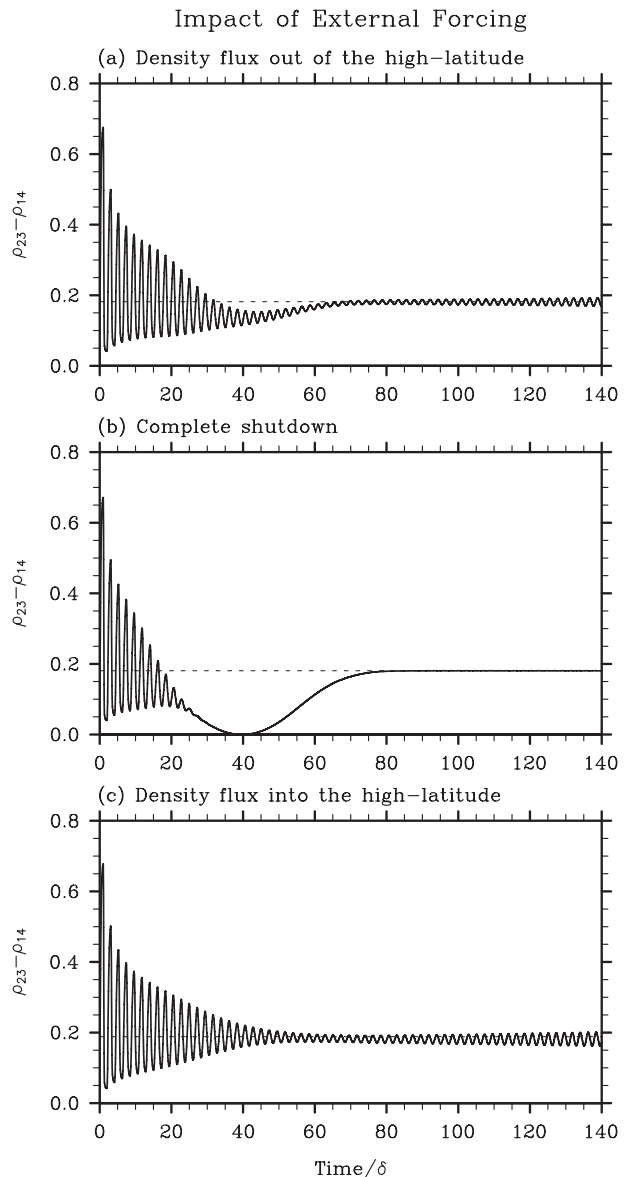 Impact of External Forcing
(a) Density flux out of the high-latitude
0.8
0.6
0.4
0.2
0.0
ρ23−ρ14
0 20 40 60 80 100 120 140
(b) Complete shutdown
0.8
0.6
0.4
0.2
0.0
ρ23−ρ14
0 20 40 60 80 100 120 140
(c) Density flux into the high-latitude
0.8
0.6
0.4
0.2
0.0
ρ23−ρ14
0 20 40 60 80 100 120 140
Time/δ